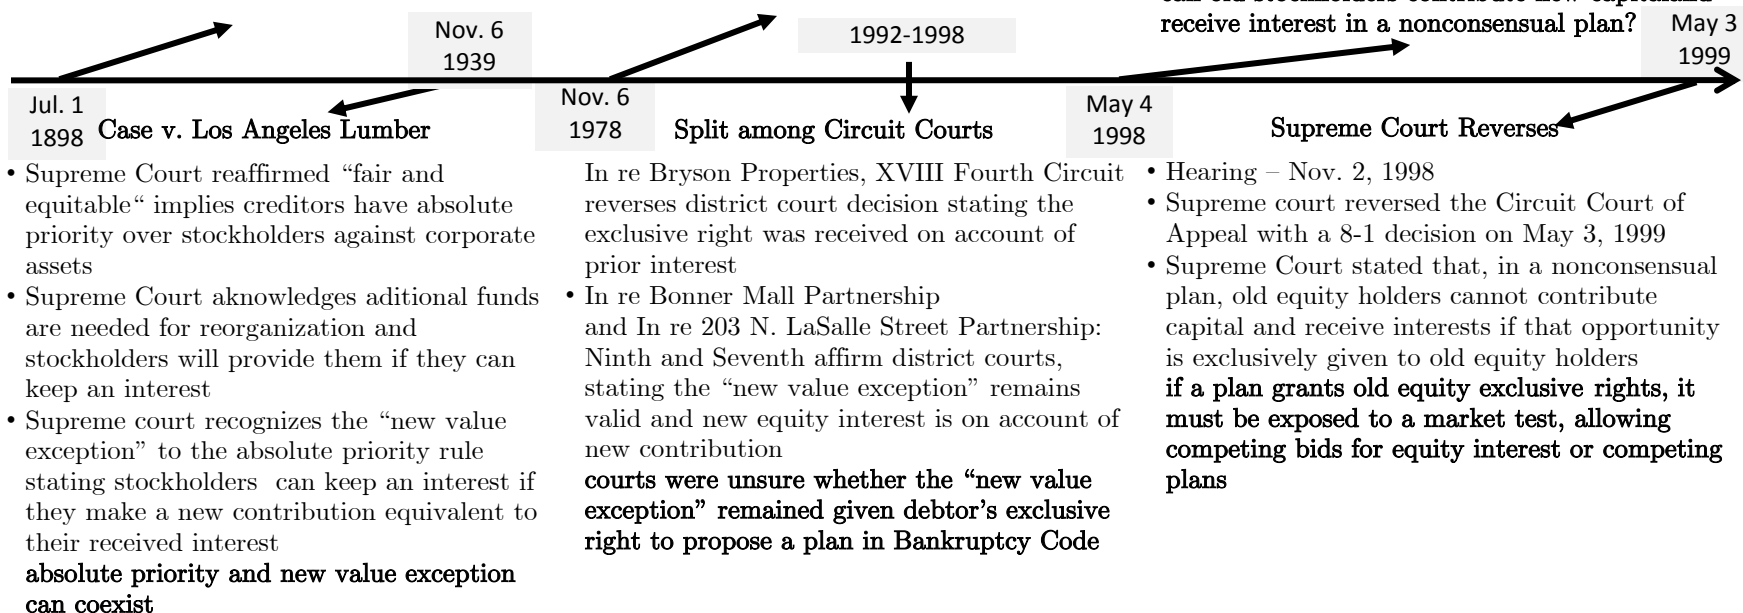 can old stockholders contribute new capitaland
receive interest in a nonconsensual plan?
Jul. 1
1898
Nov. 6
1939
Nov. 6
1978
1992-1998
May 4
1998
May 3
1999
Case v. Los Angeles Lumber
• Supreme Court reaffirmed “fair and
equitable“ implies creditors have absolute
priority over stockholders against corporate
assets
• Supreme Court aknowledges aditional funds
are needed for reorganization and
stockholders will provide them if they can
keep an interest
• Supreme court recognizes the “new value
exception” to the absolute priority rule
stating stockholders can keep an interest if
they make a new contribution equivalent to
their received interest
absolute priority and new value exception
can coexist
Split among Circuit Courts
In re Bryson Properties, XVIII Fourth Circuit
reverses district court decision stating the
exclusive right was received on account of
prior interest
• In re Bonner Mall Partnership
and In re 203 N. LaSalle Street Partnership:
Ninth and Seventh affirm district courts,
stating the “new value exception” remains
valid and new equity interest is on account of
new contribution
courts were unsure whether the “new value
exception” remained given debtor’s exclusive
right to propose a plan in Bankruptcy Code
Supreme Court Reverses
• Hearing – Nov. 2, 1998
• Supreme court reversed the Circuit Court of
Appeal with a 8-1 decision on May 3, 1999
• Supreme Court stated that, in a nonconsensual
plan, old equity holders cannot contribute
capital and receive interests if that opportunity
is exclusively given to old equity holders
if a plan grants old equity exclusive rights, it
must be exposed to a market test, allowing
competing bids for equity interest or competing
plans